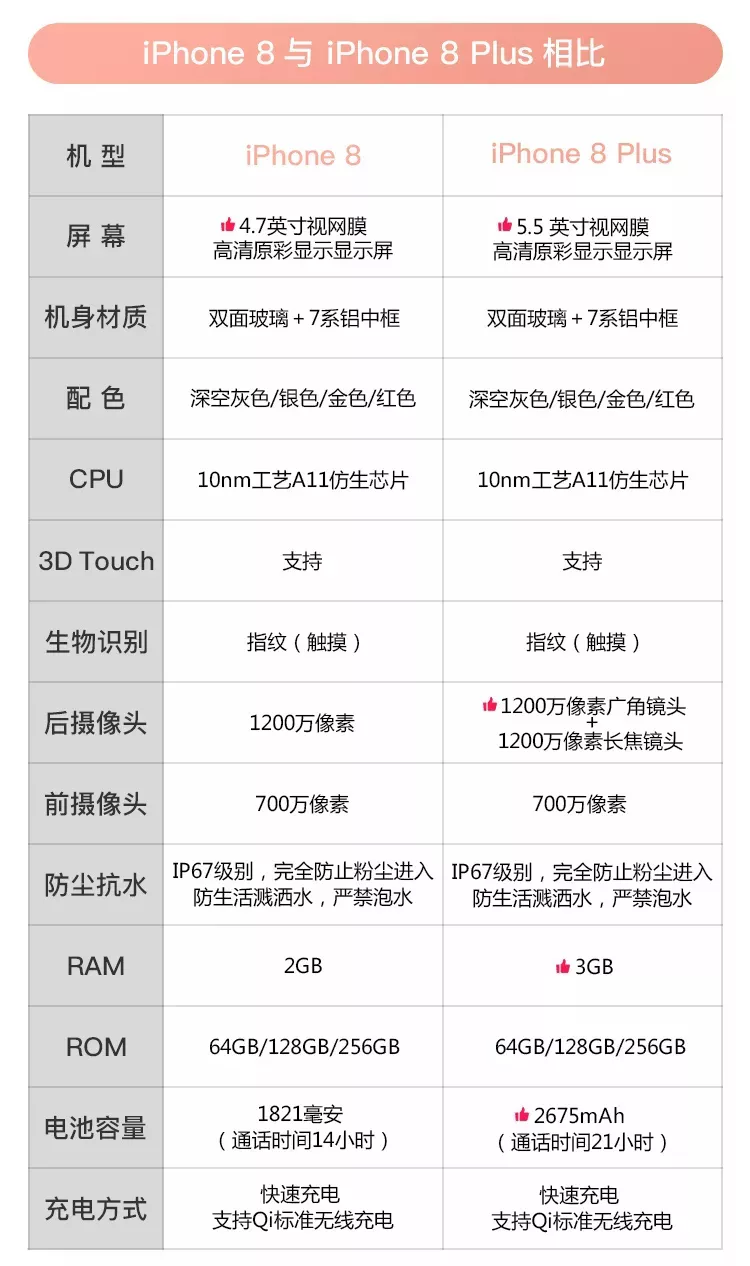 iPhone 8 与 iPhone 8 Plus 相比
机 型
iPhone 8
iPhone 8 Plus
屏 幕
4.7英寸视网膜
高清原彩显示显示屏
5.5 英寸视网膜
高清原彩显示显示屏
机身材质
双面玻璃+7系铝中框
双面玻璃+7系铝中框
配 色
深空灰色/银色/金色/红色
深空灰色/银色/金色/红色
CPU
10nm工艺A11仿生芯片
10nm工艺A11仿生芯片
3D Touch
支持
支持
生物识别
指纹（触摸）
指纹（触摸）
后摄像头
1200万像素
1200万像素广角镜头
+
1200万像素长焦镜头
前摄像头
700万像素
700万像素
防尘抗水
IP67级别，完全防止粉尘进入
防生活溅洒水，严禁泡水
IP67级别，完全防止粉尘进入
防生活溅洒水，严禁泡水
RAM
2GB
3GB
ROM
64GB/128GB/256GB
64GB/128GB/256GB
电池容量
1821毫安
（通话时间14小时）
2675mAh
（通话时间21小时）
充电方式
快速充电
支持Qi标准无线充电
快速充电
支持Qi标准无线充电